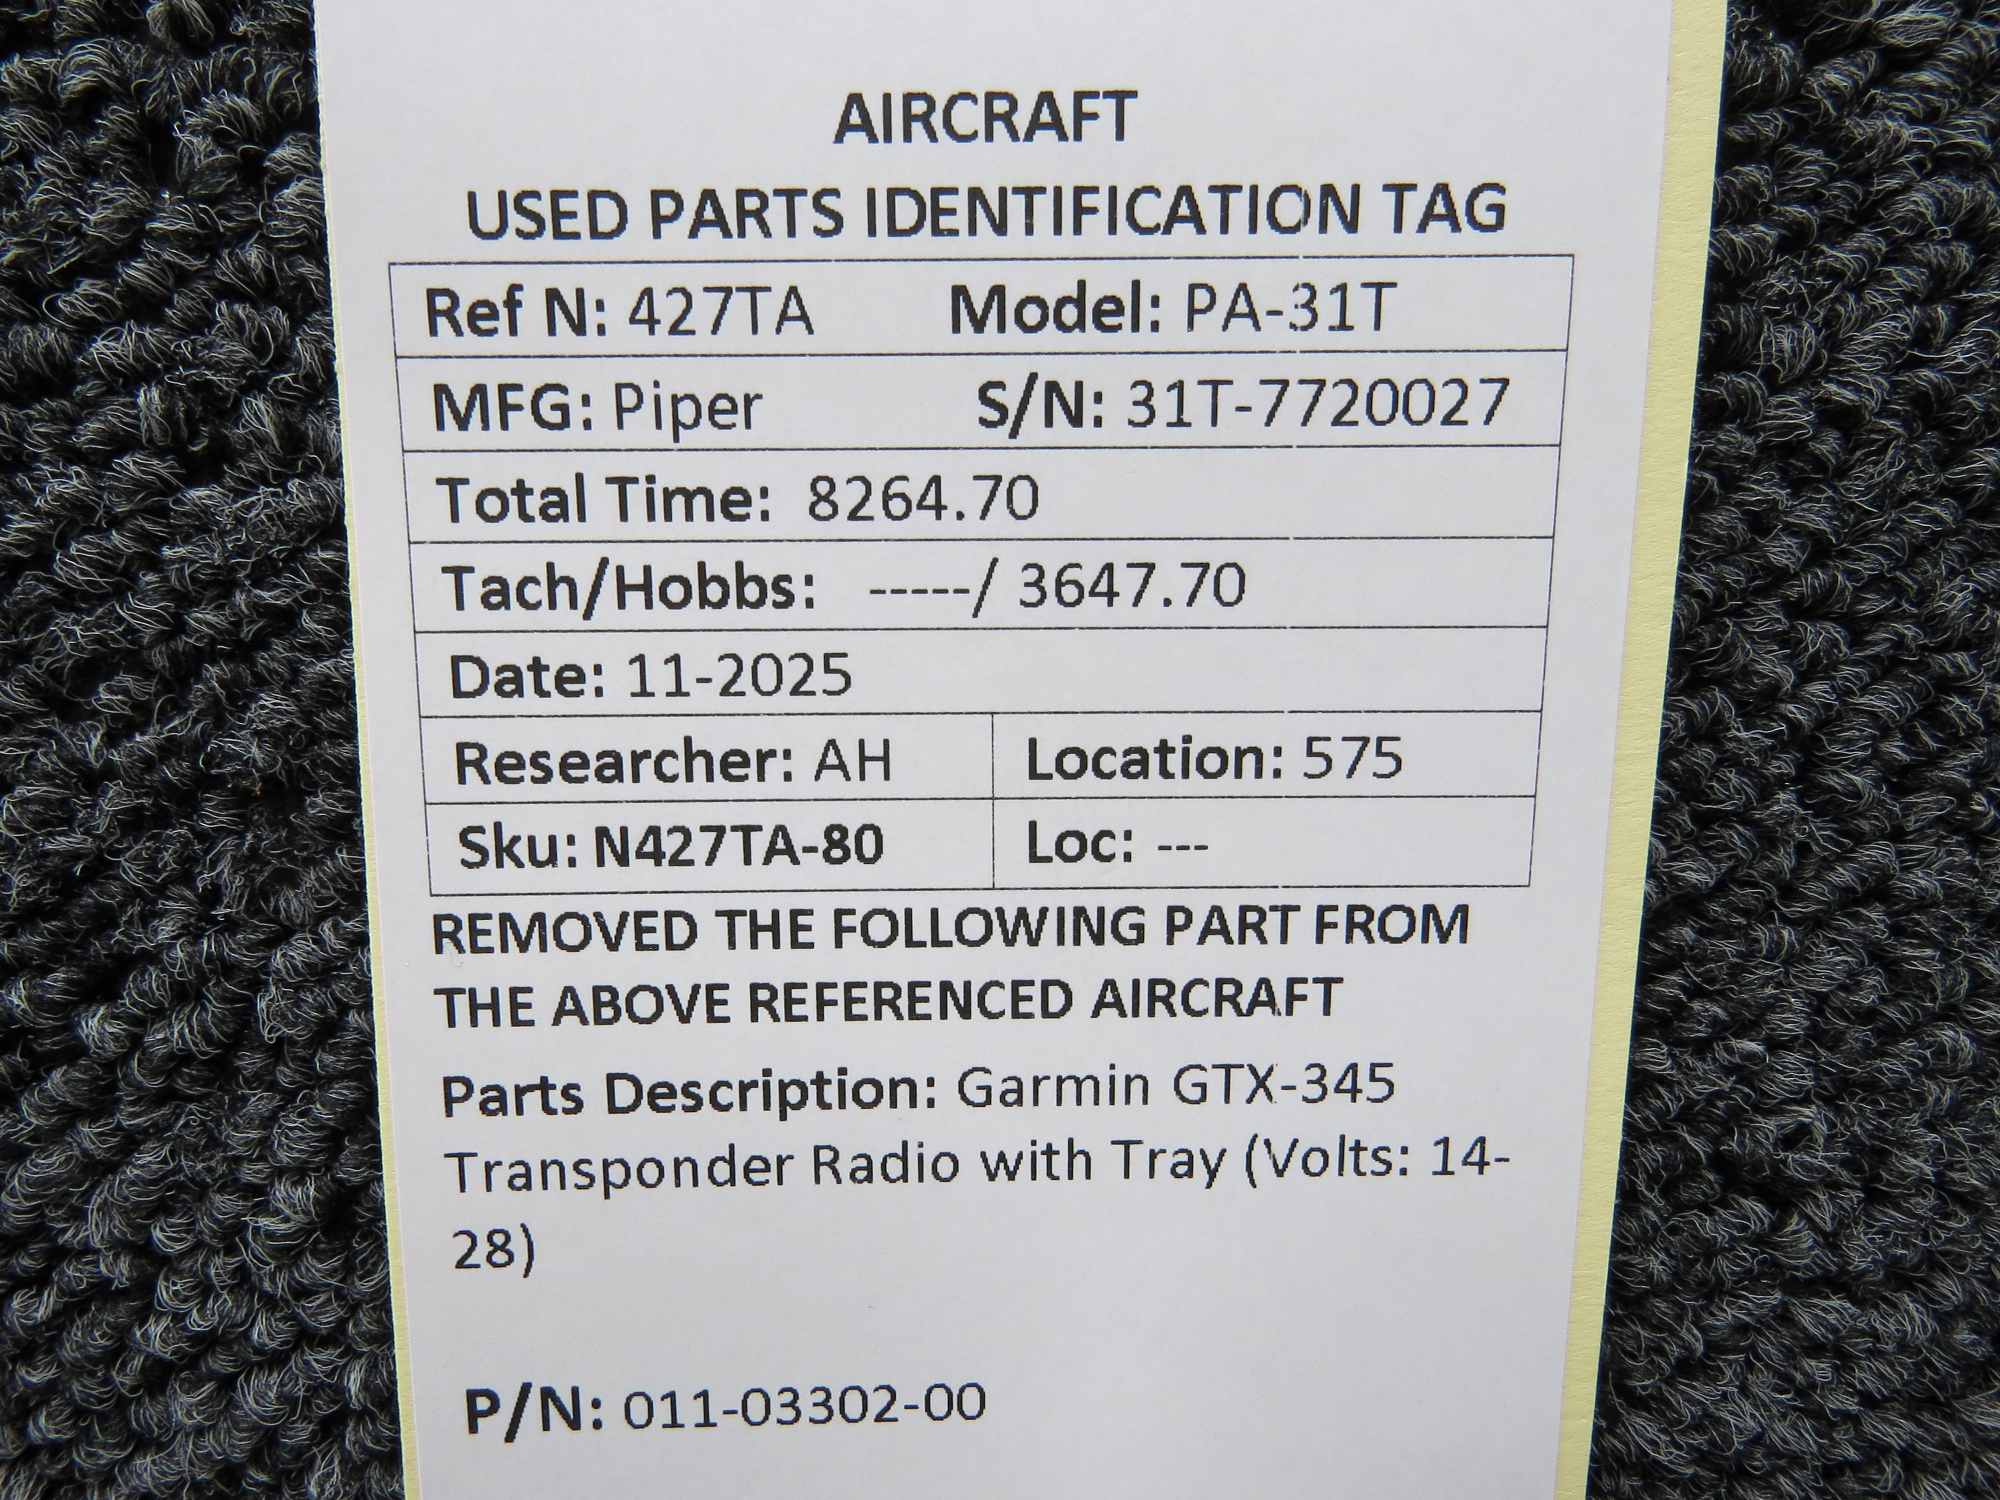 AIRCRAFT
USED PARTS IDENTIFICATION TAG
Ref N: 427TA Model: PA-31T
MFG: Piper S/N: 31T-7720027
Total Time: 8264.70
Tach/Hobbs: -----/ 3647.70
Date: 11-2025
Researcher: AH Location: 575
Sku: N427TA-80 Loc: ---
REMOVED THE FOLLOWING PART FROM
THE ABOVE REFERENCED AIRCRAFT
Parts Description: Garmin GTX-345
Transponder Radio with Tray (Volts: 14-
28)
P/N: 011-03302-00